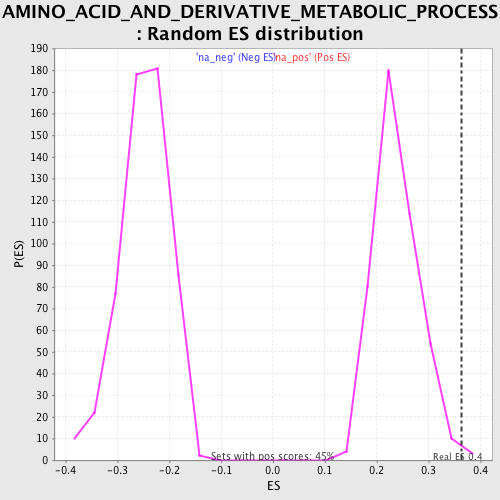 AMINO_ACID_AND_DERIVATIVE_METABOLIC_PROCESS
: Random ES distribution
'na_neg' (Neg ES) 'na_pos' (Pos ES)
190
180
170
160
150
140
130
120
110
100
90
80
70
60
50
40
30
20
10
0
P(ES)
Sets with pos scores: 45%
Real ES 0.4
-0.4 -0.3 -0.2 -0.1 0.0 0.1 0.2 0.3 0.4
ES